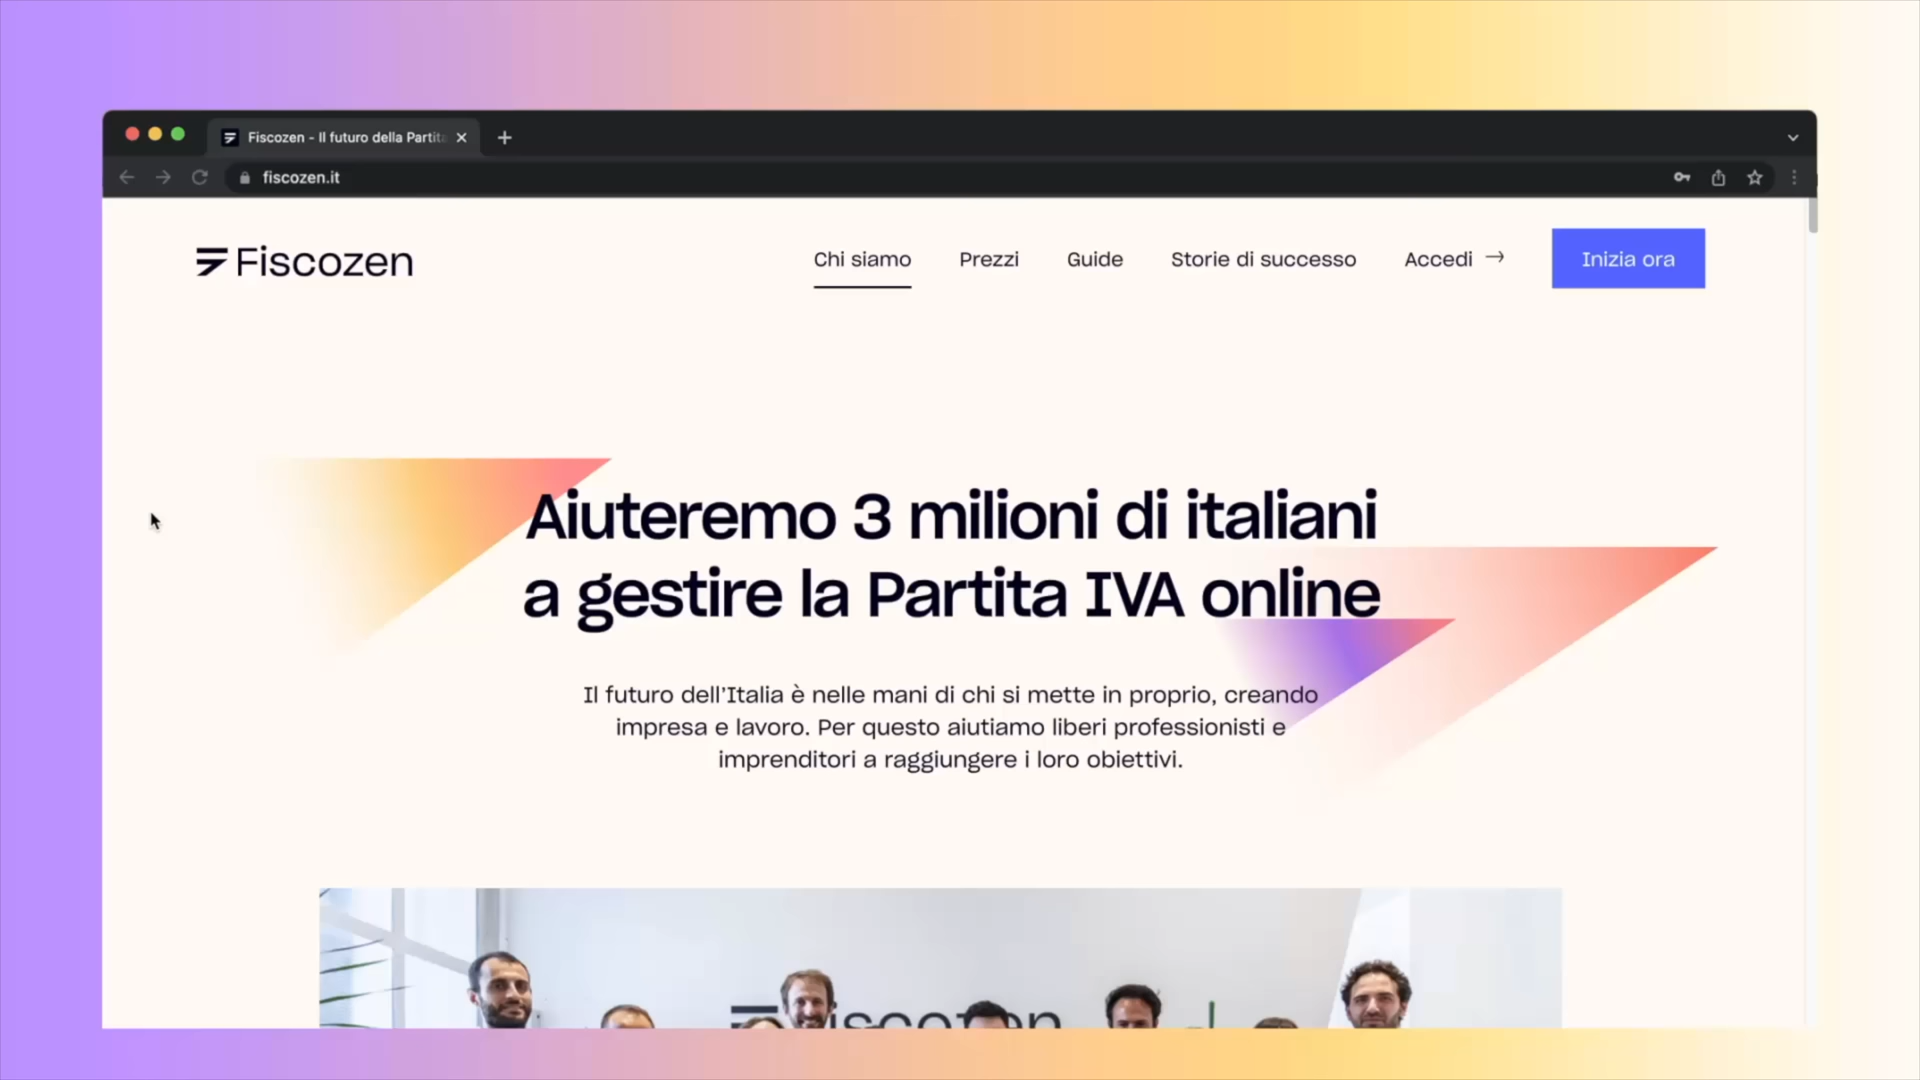 Fiscozen - Il futuro della Partit
fiscozen.it
Fiscozen
Chi siamo
Prezzi
Guide
Storie di successo
Accedi →
Inizia ora
Aiuteremo 3 milioni di italiani
a gestire la Partita IVA online
Il futuro dell'Italia è nelle mani di chi si mette in proprio, creando
impresa e lavoro. Per questo aiutiamo liberi professionisti e
imprenditori a raggiungere i loro obiettivi.
Fiscozen